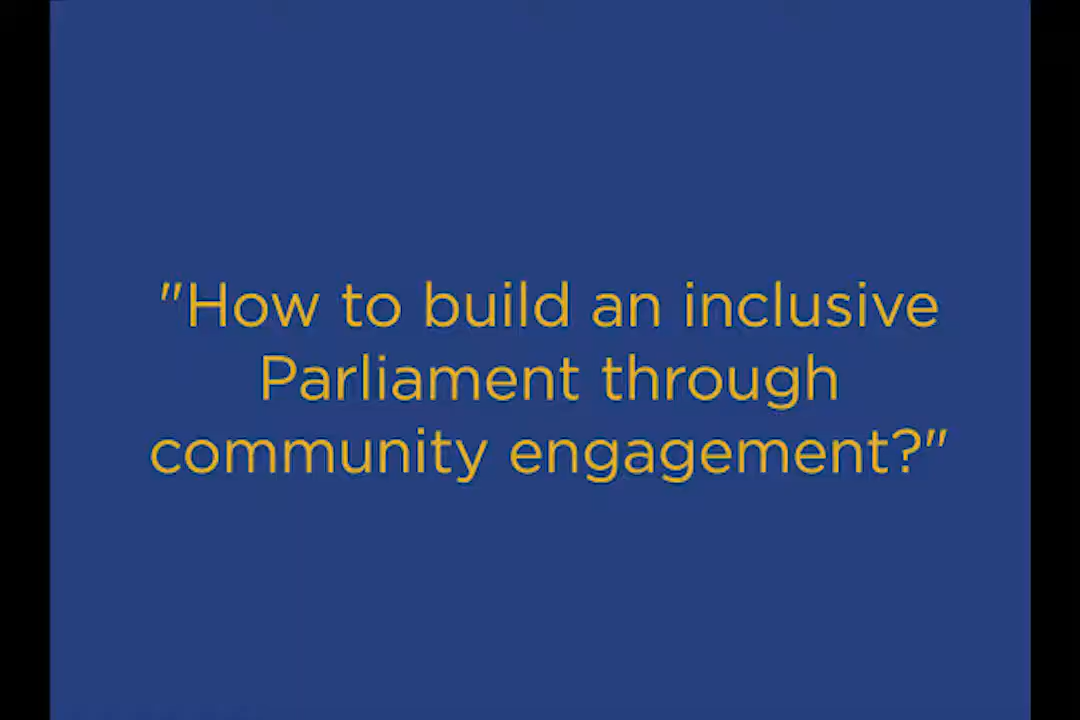 "How to build an inclusive
Parliament through
community engagement?"